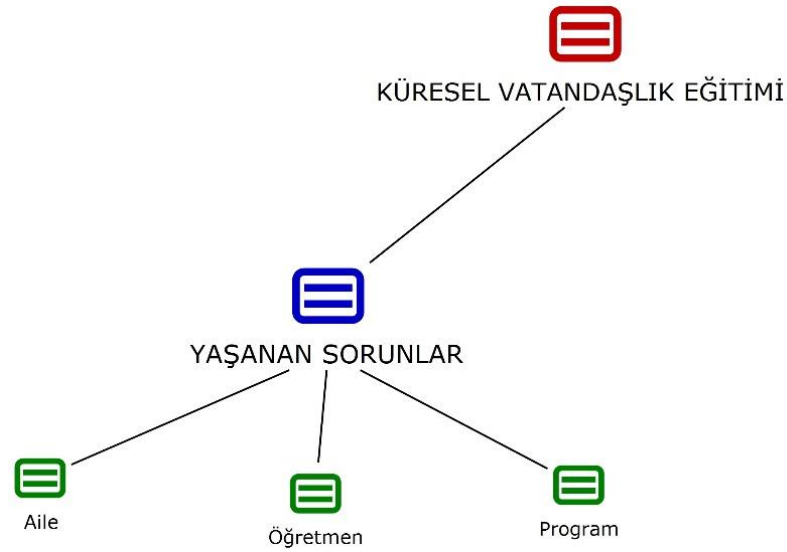 KÜRESEL VATANDAŞLIK EĞİTİMİ
YAŞANAN SORUNLAR
Aile
Öğretmen
Program